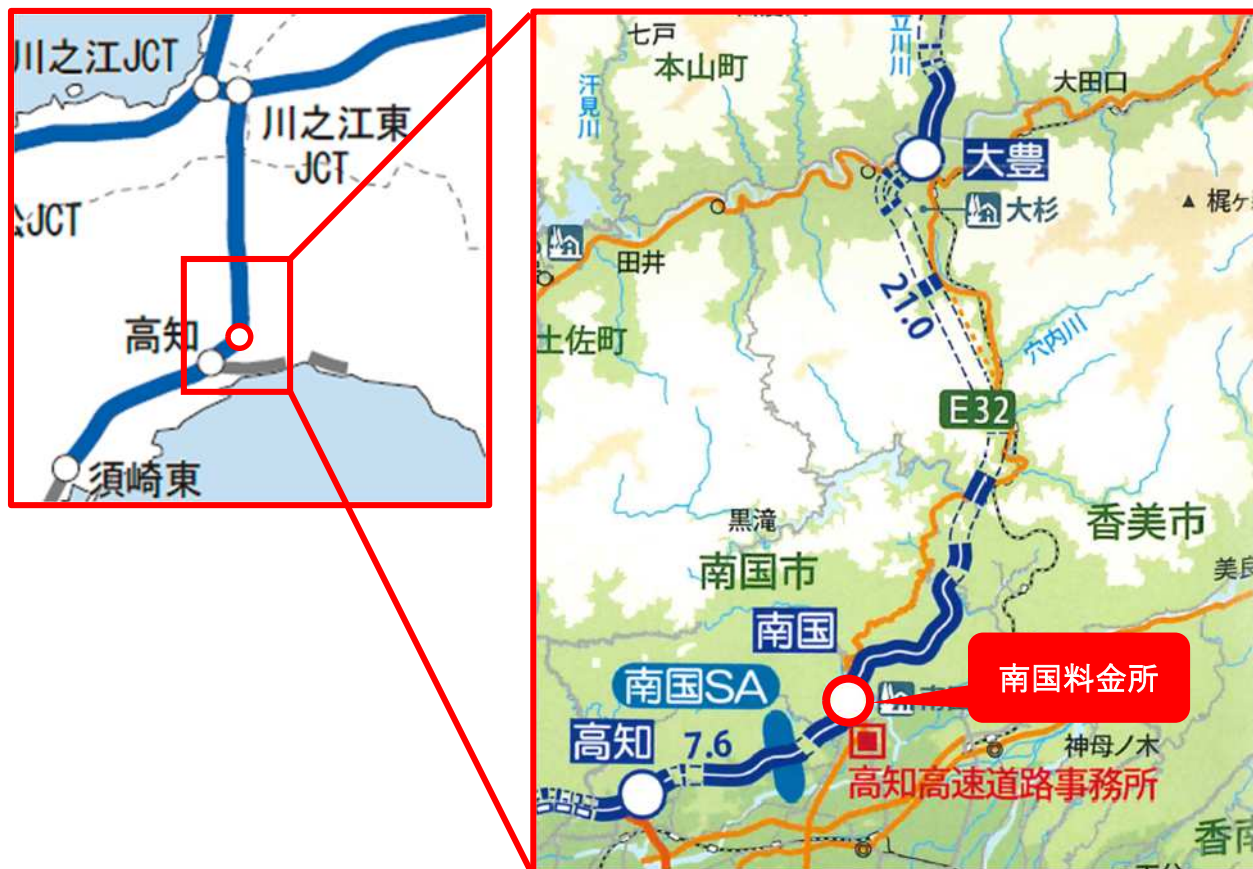 川之江JCT
川之江東
JCT
JCT
高知
須崎東
七戸
本山町
汗見川
立川川
大田口
大豊
大杉
田井
21.0
土佐町
穴内川
E32
黒滝
香美市
南国市
南国
南国SA
南国料金所
高知
7.6
神母ノ木
高知高速道路事務所